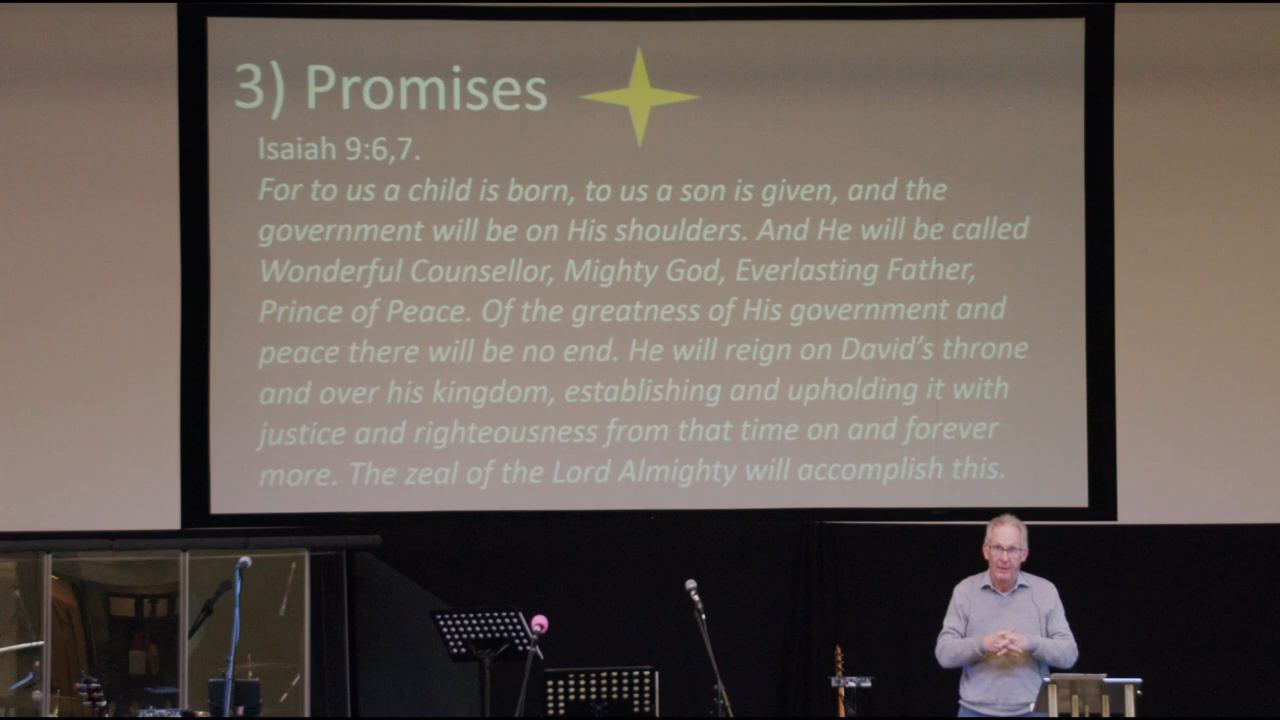 3) Promises
Isaiah 9:6,7.
For to us a child is born, to us a son is given, and the
government will be on His shoulders. And He will be called
Wonderful Counsellor, Mighty God, Everlasting Father,
Prince of Peace. Of the greatness of His government and
peace there will be no end. He will reign on David’s throne
and over his kingdom, establishing and upholding it with
justice and righteousness from that time on and forever
more. The zeal of the Lord Almighty will accomplish this.